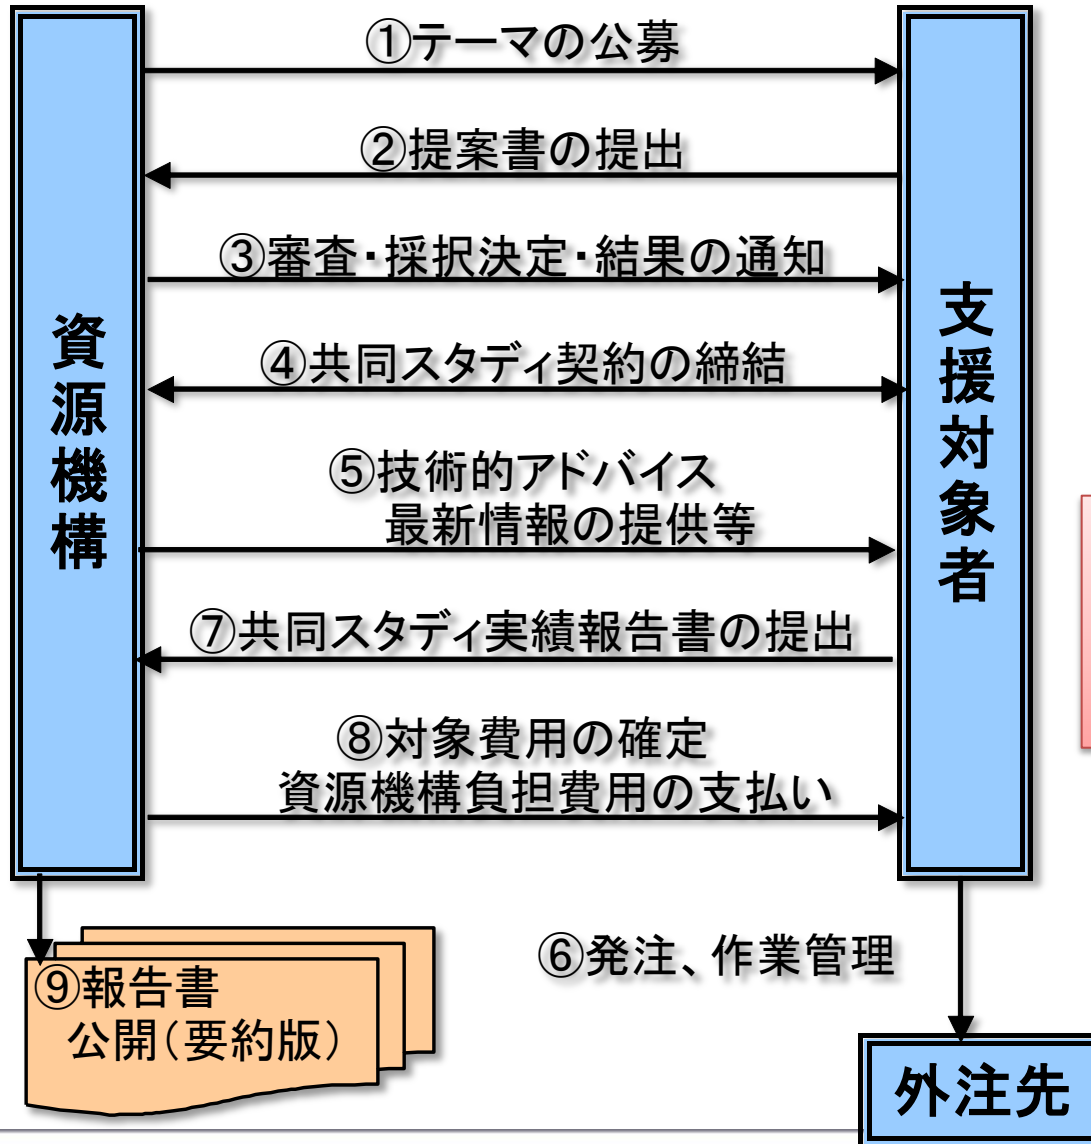 ①テーマの公募
②提案書の提出
③審査・採択決定・結果の通知
④共同スタディ契約の締結
⑤技術的アドバイス
最新情報の提供等
⑦共同スタディ実績報告書の提出
⑧対象費用の確定
資源機構負担費用の支払い
資源機構
支援対象者
⑥発注、作業管理
⑨報告書
公開(要約版)
外注先